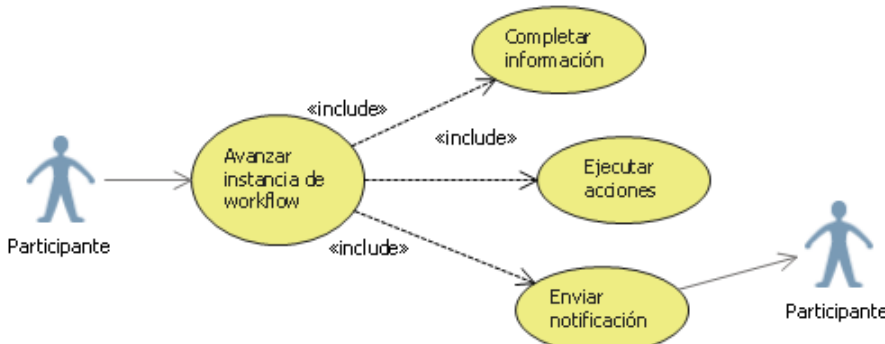 Completar
información
«include»
«include»
Avanzar
instancia de
workflow
Ejecutar
acciones
Participante
«include»
Enviar
notificación
Participante